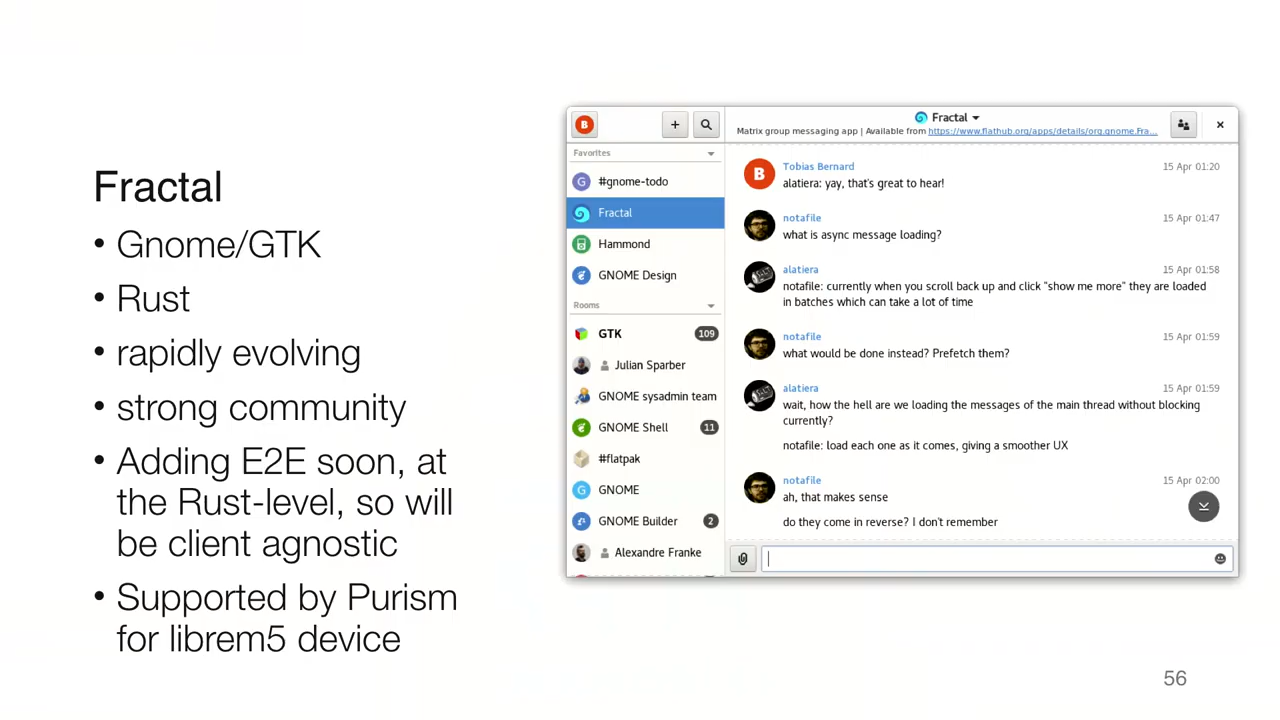 Fractal
• Gnome/GTK
• Rust
• rapidly evolving
• strong community
• Adding E2E soon, at
the Rust-level, so will
be client agnostic
• Supported by Purism
for librem5 device
B
Favorites
G #gnome-todo
Fractal
Hammond
GNOME Design
Rooms
GTK 109
Julian Sparber
GNOME sysadmin team
GNOME Shell 11
#flatpak
G GNOME
GNOME Builder 2
Alexandre Franke
Fractal
Matrix group messaging app | Available from https://www.flathub.org/apps/details/org.gnome.Fra...
B
Tobias Bernard 15 Apr 01:20
alatiera: yay, that's great to hear!
notafile 15 Apr 01:47
what is async message loading?
alatiera 15 Apr 01:58
notafile: currently when you scroll back up and click "show me more" they are loaded
in batches which can take a lot of time
notafile 15 Apr 01:59
what would be done instead? Prefetch them?
alatiera 15 Apr 01:59
wait, how the hell are we loading the messages of the main thread without blocking
currently?
notafile: load each one as it comes, giving a smoother UX
notafile 15 Apr 02:00
ah, that makes sense
do they come in reverse? I don't remember
56